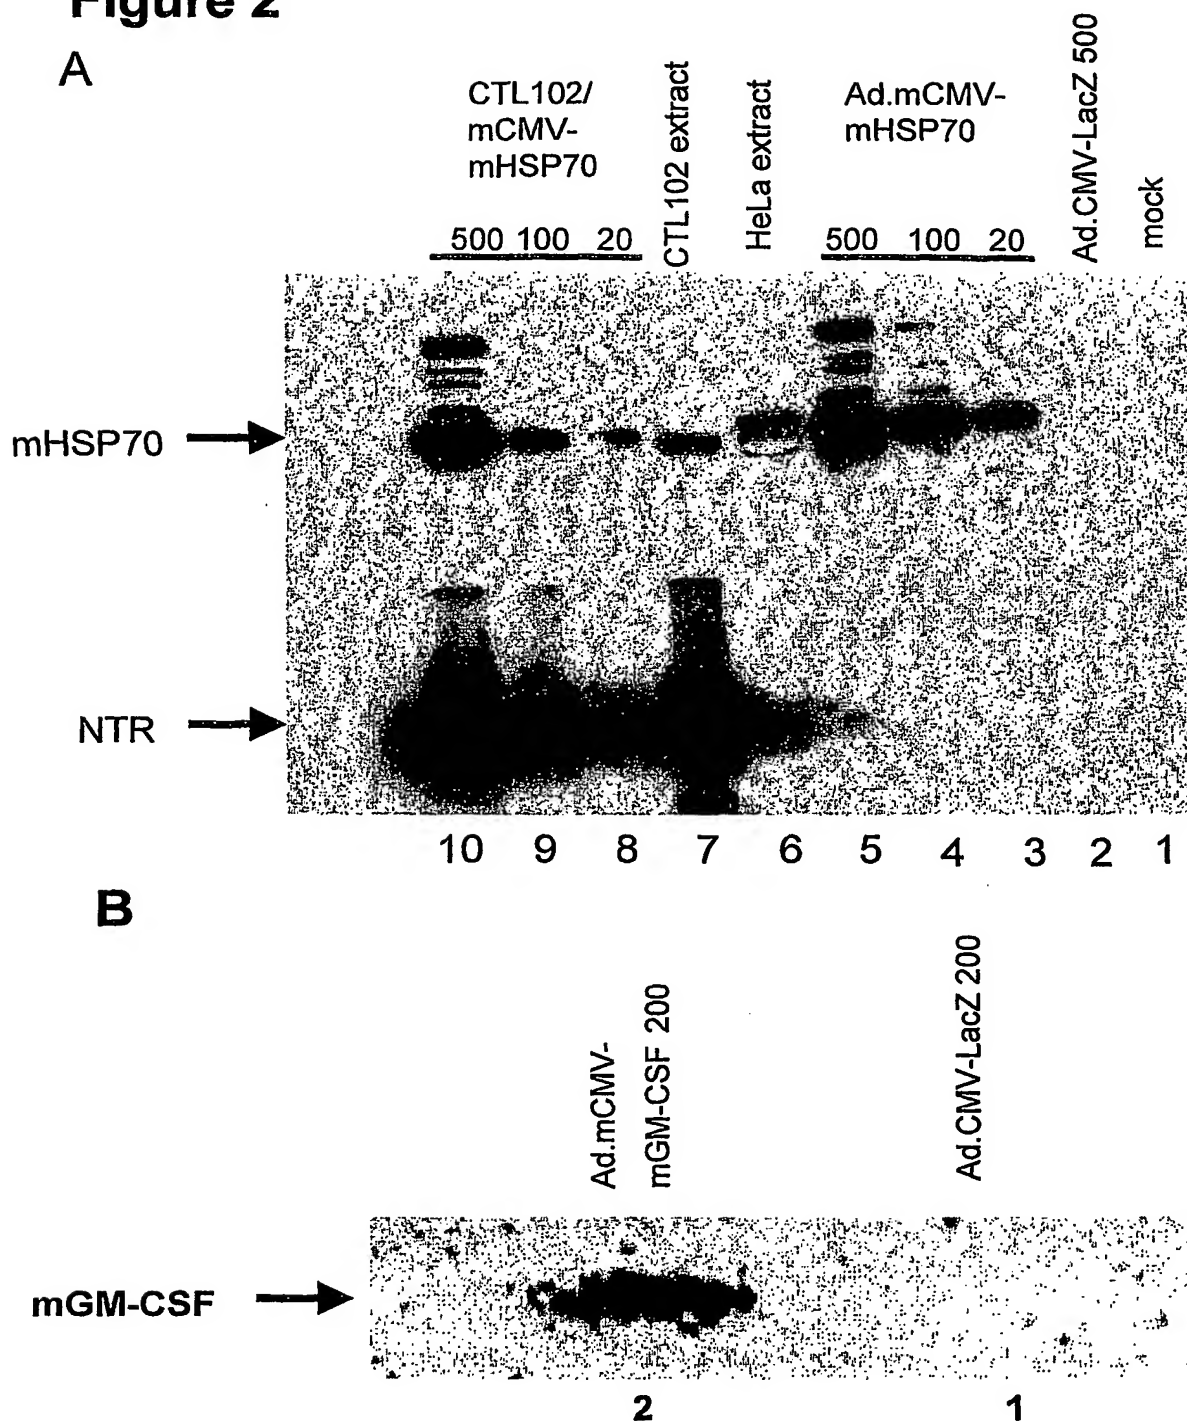 Figure 2
A
CTL102/
mCMV-
mHSP70
CTL102 extract
HeLa extract
Ad.mCMV-
mHSP70
Ad.CMV-LacZ 500
mock
500 100 20
500 100 20
mHSP70
NTR
10 9 8 7 6 5 4 3 2 1
B
Ad.mCMV-
mGM-CSF 200
Ad.CMV-LacZ 200
mGM-CSF
2 1